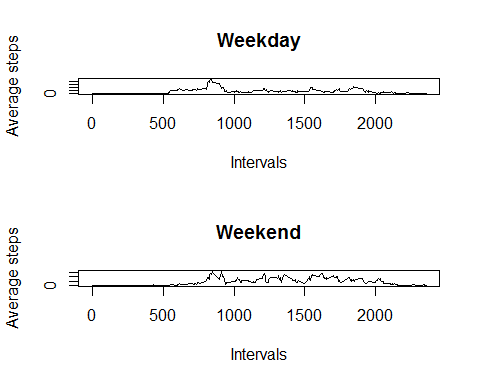 Weekday
Average steps
0
0 500 1000 1500 2000
Intervals
Weekend
Average steps
0
0 500 1000 1500 2000
Intervals